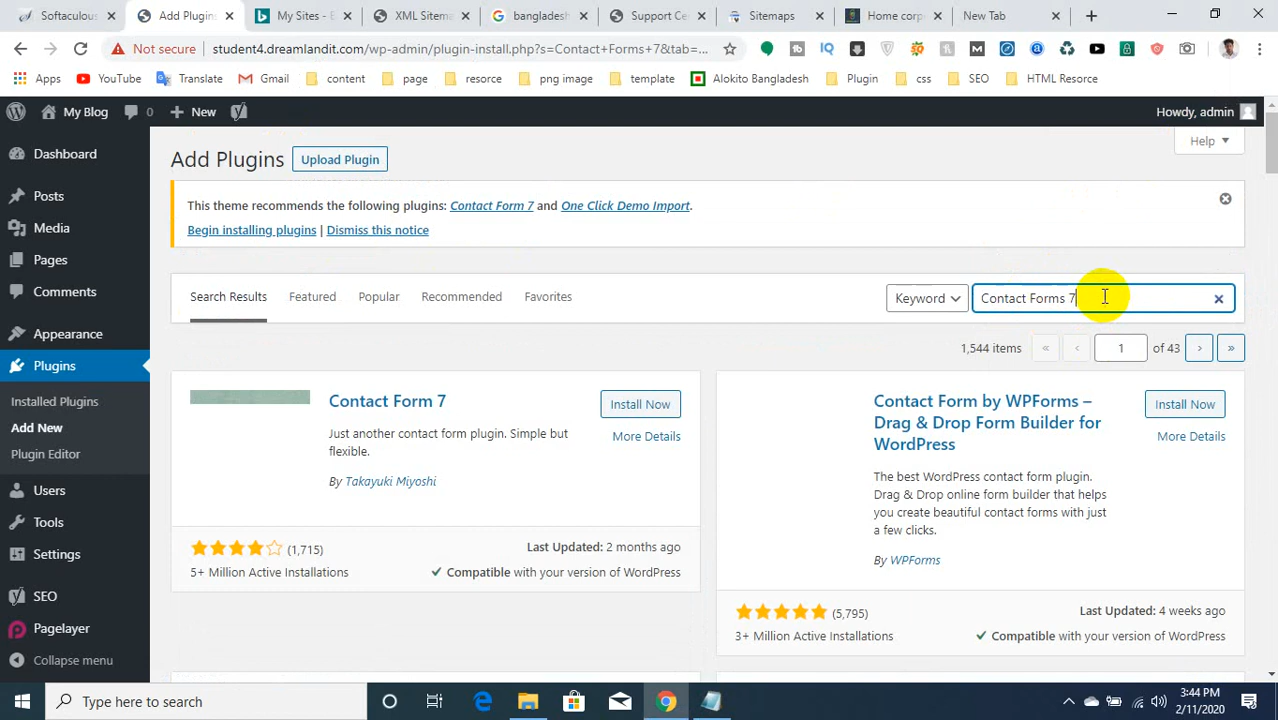 Softaculous
Add Plugins
My Sites - B
XML Sitema
bangladesh
Support Ce
Sitemaps
Home corp
New Tab
Not secure
student4.dreamlandit.com/wp-admin/plugin-install.php?s=Contact+Forms+7&tab=...
Apps
YouTube
Translate
Gmail
content
page
resorce
png image
template
Alokito Bangladesh
Plugin
css
SEO
HTML Resorce
My Blog
0
New
Howdy, admin
Dashboard
Posts
Media
Pages
Comments
Appearance
Plugins
Installed Plugins
Add New
Plugin Editor
Users
Tools
Settings
SEO
Pagelayer
Collapse menu
Add Plugins
Upload Plugin
Help
This theme recommends the following plugins: Contact Form 7 and One Click Demo Import.
Begin installing plugins | Dismiss this notice
Search Results
Featured
Popular
Recommended
Favorites
Keyword
Contact Forms 7
1,544 items
«
‹
1
of 43
›
»
Contact Form 7
Install Now
More Details
Just another contact form plugin. Simple but
flexible.
By Takayuki Miyoshi
(1,715)
Last Updated: 2 months ago
5+ Million Active Installations
Compatible with your version of WordPress
Contact Form by WPForms –
Drag & Drop Form Builder for
WordPress
Install Now
More Details
The best WordPress contact form plugin.
Drag & Drop online form builder that helps
you create beautiful contact forms with just
a few clicks.
By WPForms
(5,795)
Last Updated: 4 weeks ago
3+ Million Active Installations
Compatible with your version of WordPress
Type here to search
3:44 PM
2/11/2020